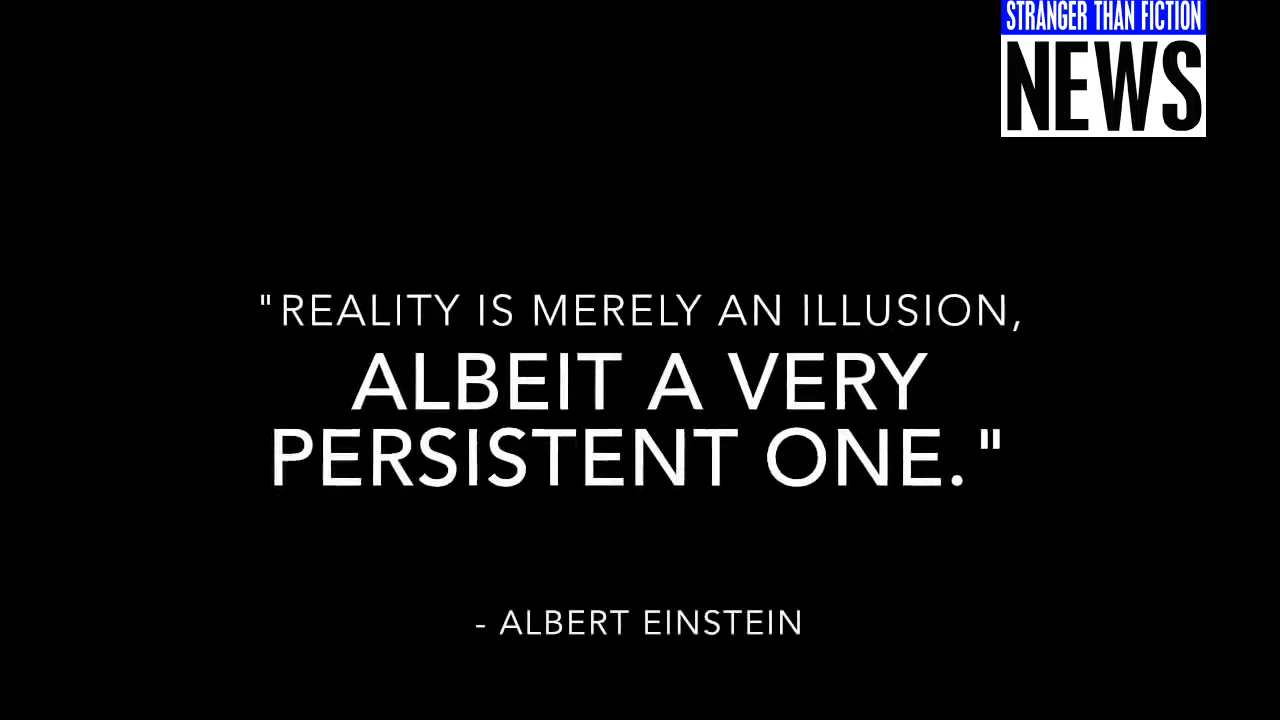 STRANGER THAN FICTION
NEWS
"REALITY IS MERELY AN ILLUSION,
ALBEIT A VERY
PERSISTENT ONE."
- ALBERT EINSTEIN